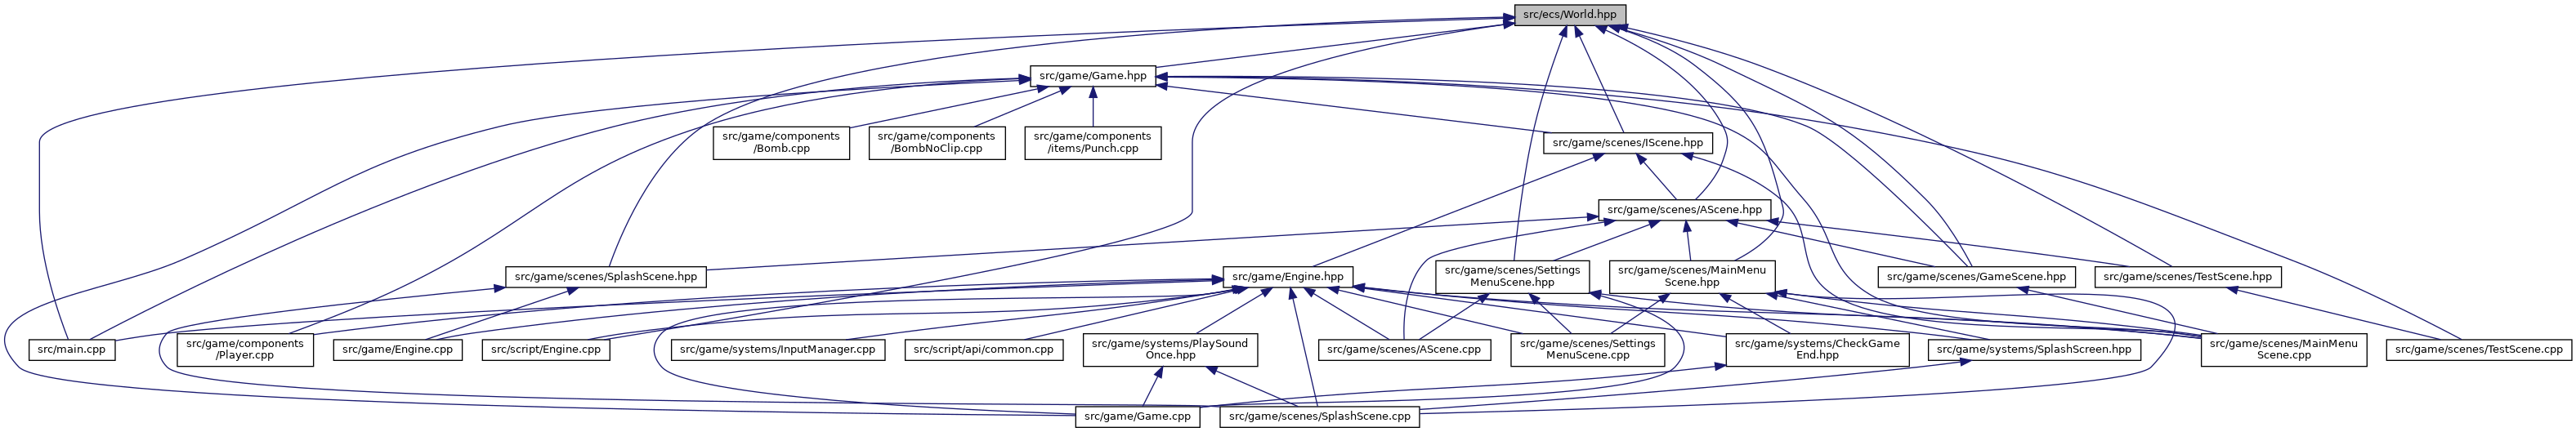 src/ecs/World.hpp
src/game/Game.hpp
src/game/components
/Bomb.cpp
src/game/components
/BombNoClip.cpp
src/game/components
/items/Punch.cpp
src/game/scenes/IScene.hpp
src/game/scenes/AScene.hpp
src/game/scenes/SplashScene.hpp
src/game/Engine.hpp
src/game/scenes/Settings
MenuScene.hpp
src/game/scenes/MainMenu
Scene.hpp
src/game/scenes/GameScene.hpp
src/game/scenes/TestScene.hpp
src/main.cpp
src/game/components
/Player.cpp
src/game/Engine.cpp
src/script/Engine.cpp
src/game/systems/InputManager.cpp
src/script/api/common.cpp
src/game/systems/PlaySound
Once.hpp
src/game/scenes/AScene.cpp
src/game/scenes/Settings
MenuScene.cpp
src/game/systems/CheckGame
End.hpp
src/game/systems/SplashScreen.hpp
src/game/scenes/MainMenu
Scene.cpp
src/game/scenes/TestScene.cpp
src/game/Game.cpp
src/game/scenes/SplashScene.cpp